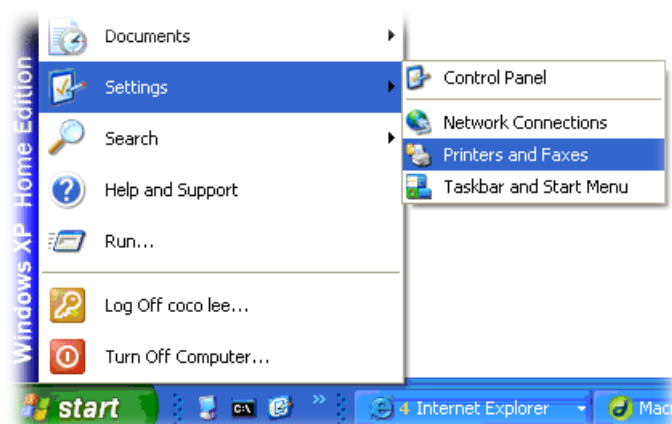 Windows XP Home Edition
Documents
Settings
Search
Help and Support
Run...
Log Off coco lee...
Turn Off Computer...
Control Panel
Network Connections
Printers and Faxes
Taskbar and Start Menu
start
C:\
4 Internet Explorer
Mac